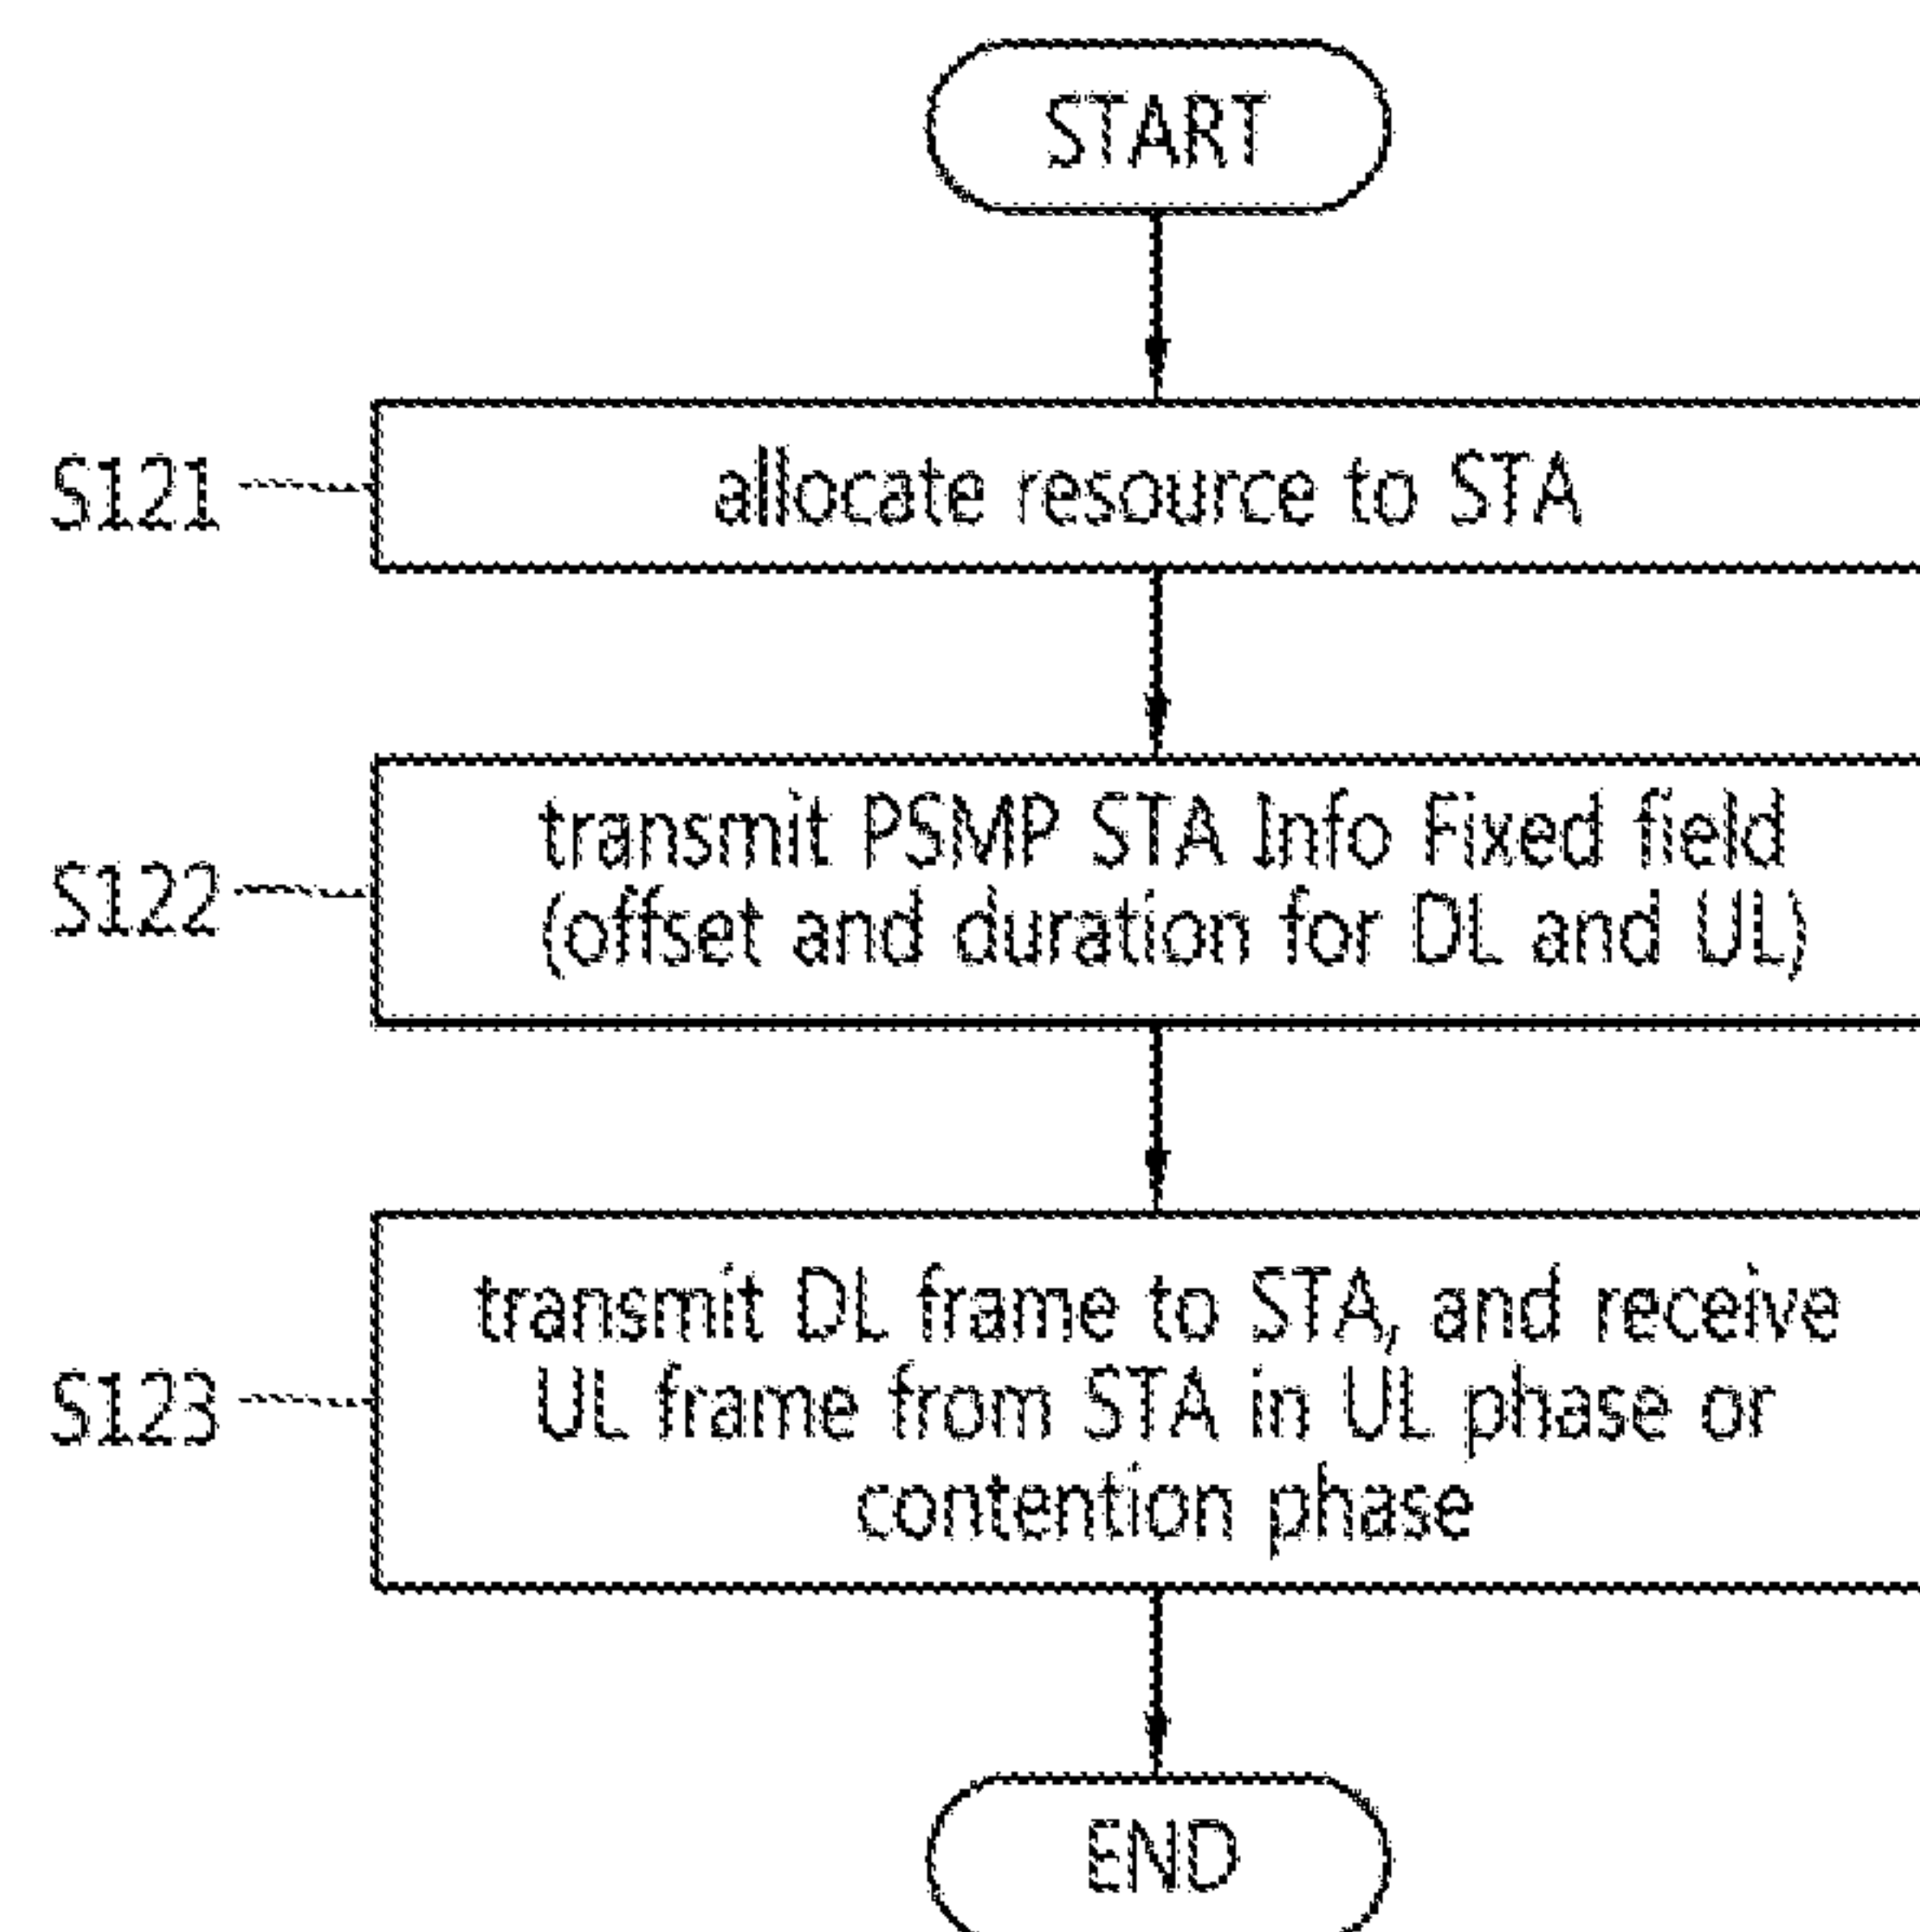 START
S121
allocate resource to STA
S122
transmit PSMP STA Info Fixed field
(offset and duration for DL and UL)
S123
transmit DL frame to STA, and receive
UL frame from STA in UL phase or
contention phase
END